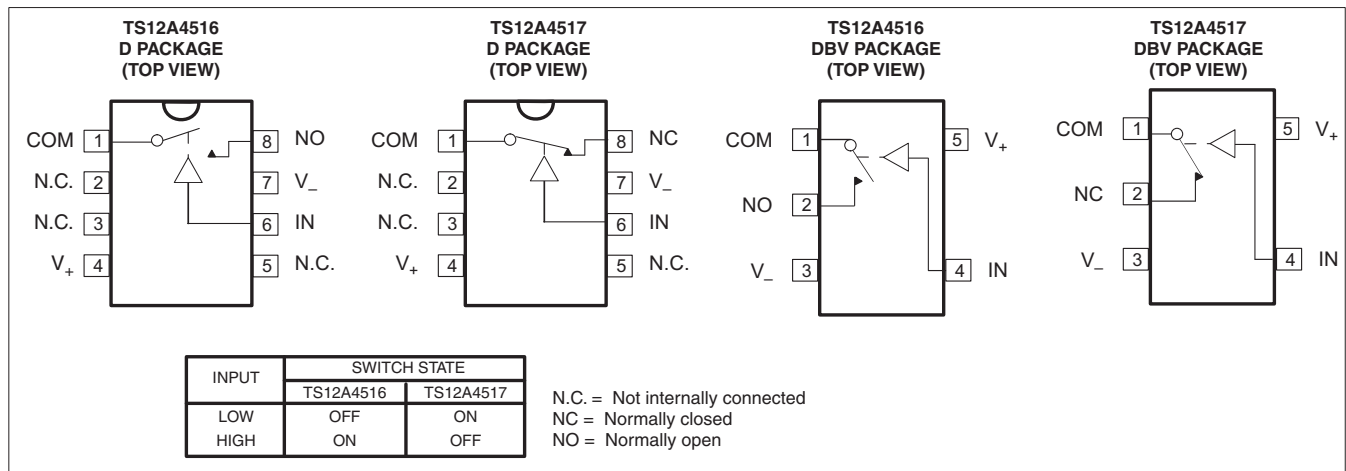 TS12A4516
D PACKAGE
(TOP VIEW)
COM 1
N.C. 2
N.C. 3
V+ 4
8 NO
7 V_
6 IN
5 N.C.
TS12A4517
D PACKAGE
(TOP VIEW)
COM 1
N.C. 2
N.C. 3
V+ 4
8 NC
7 V_
6 IN
5 N.C.
TS12A4516
DBV PACKAGE
(TOP VIEW)
COM 1
NO 2
V_ 3
5 V+
4 IN
TS12A4517
DBV PACKAGE
(TOP VIEW)
COM 1
NC 2
V_ 3
5 V+
4 IN
INPUT SWITCH STATE
TS12A4516 TS12A4517
LOW OFF ON
HIGH ON OFF
N.C. = Not internally connected
NC = Normally closed
NO = Normally open